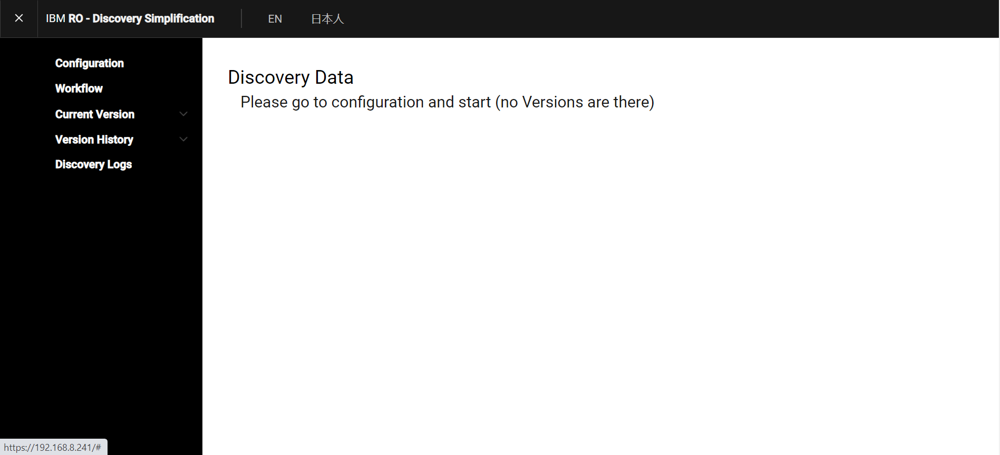 IBM RO - Discovery Simplification EN 日本人
Configuration
Workflow
Current Version
Version History
Discovery Logs
Discovery Data
Please go to configuration and start (no Versions are there)
https://192.168.8.241/#